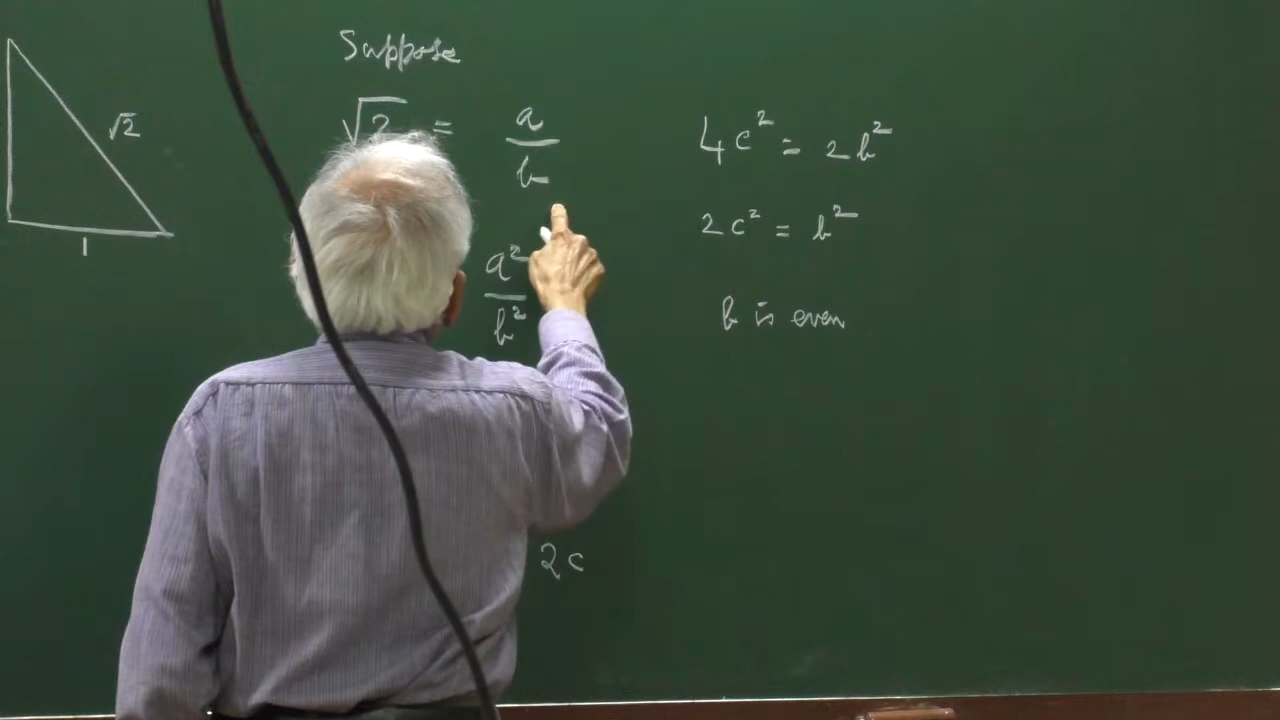 √2
1
Suppose
√2 = a/b
a²/b²
2c
4c² = 2b²
2c² = b²
b is even